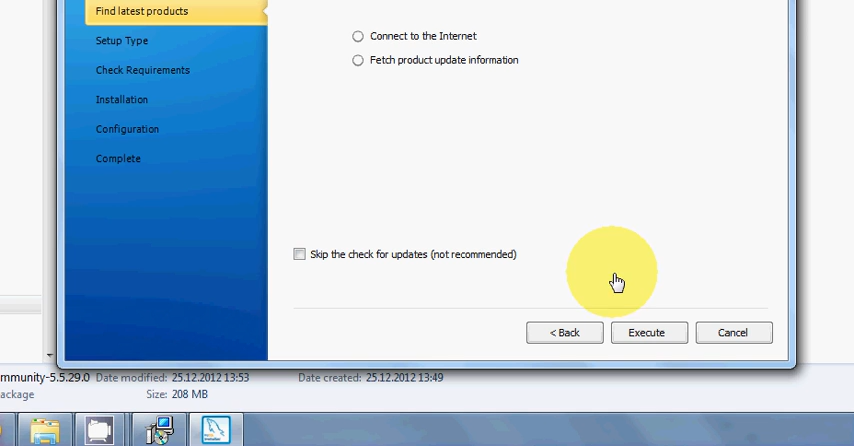 Find latest products
Connect to the Internet
Setup Type
Fetch product update information
Check Requirements
Installation
Configuration
Complete
Skip the check for updates (not recommended)
< Back Execute Cancel
mmunity-5.5.29.0 Date modified: 25.12.2012 13:53 Date created: 25.12.2012 13:49
ackage Size: 208 MB